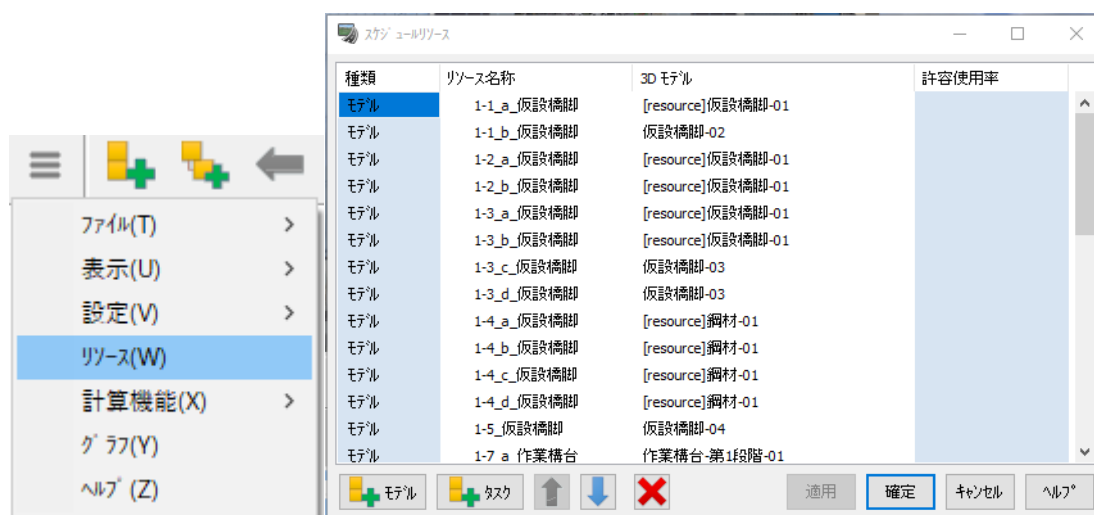 ファイル(T)
表示(U)
設定(V)
リソース(W)
計算機能(X)
グラフ(Y)
ヘルプ(Z)
スケジュールリソース
種類 リソース名称 3Dモデル 許容使用率
モデル 1-1_a_仮設橋脚 [resource]仮設橋脚-01
モデル 1-1_b_仮設橋脚 仮設橋脚-02
モデル 1-2_a_仮設橋脚 [resource]仮設橋脚-01
モデル 1-2_b_仮設橋脚 [resource]仮設橋脚-01
モデル 1-3_a_仮設橋脚 [resource]仮設橋脚-01
モデル 1-3_b_仮設橋脚 [resource]仮設橋脚-01
モデル 1-3_c_仮設橋脚 仮設橋脚-03
モデル 1-3_d_仮設橋脚 仮設橋脚-03
モデル 1-4_a_仮設橋脚 [resource]鋼材-01
モデル 1-4_b_仮設橋脚 [resource]鋼材-01
モデル 1-4_c_仮設橋脚 [resource]鋼材-01
モデル 1-4_d_仮設橋脚 [resource]鋼材-01
モデル 1-5_仮設橋脚 仮設橋脚-04
モデル 1-7_a_作業構台 作業構台-第1段階-01
モデル タスク 適用 確定 キャンセル ヘルプ